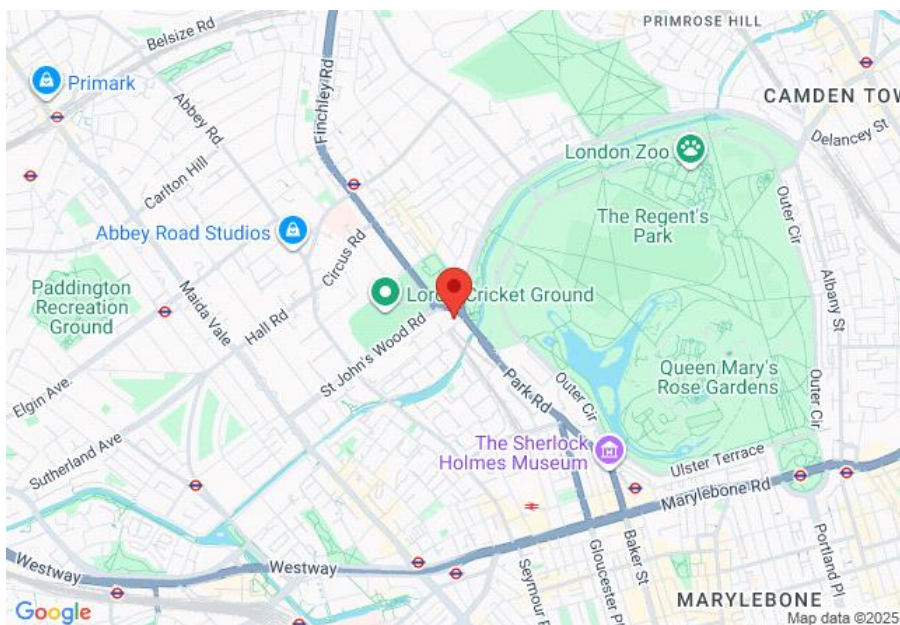 PRIMROSE HILL
Belsize Rd
Primark
Finchley Rd
CAMDEN TOW
Abbey Rd
Delancey St
London Zoo
Carlton Hill
Outer Cir
The Regent's
Park
Abbey Road Studios
Circus Rd
Paddington
Recreation
Ground
Maida Vale
Hall Rd
Cricket Ground
St John's Wood Rd
Albany St
Elgin Ave.
Park Rd
Outer Cir
Queen Mary's
Rose Gardens
Outer Cir
Sutherland Ave
The Sherlock
Holmes Museum
Ulster Terrace
Marylebone Rd
Westway
Westway
Seymour
Gloucester Pl
Baker St
Portland Pl
MARYLEBONE
Google
Map data ©2025